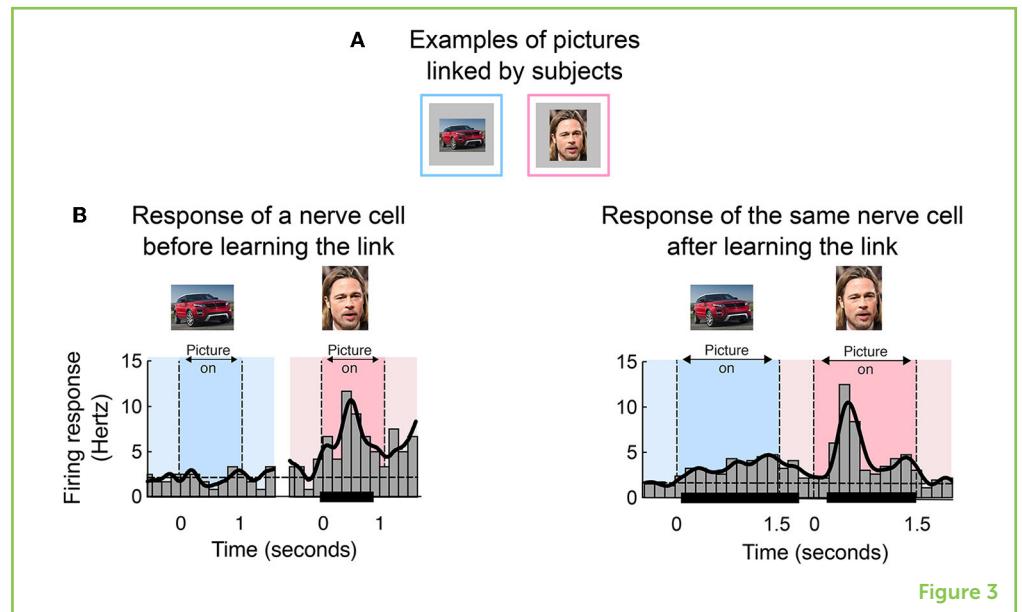 A
Examples of pictures
linked by subjects
B
Response of a nerve cell
before learning the link
Response of the same nerve cell
after learning the link
Firing response
(Hertz)
15
10
5
0
Picture
on
Picture
on
0
1
0
1
Time (seconds)
15
10
5
0
Picture
on
Picture
on
0
1.5
0
1.5
Time (seconds)
Figure 3